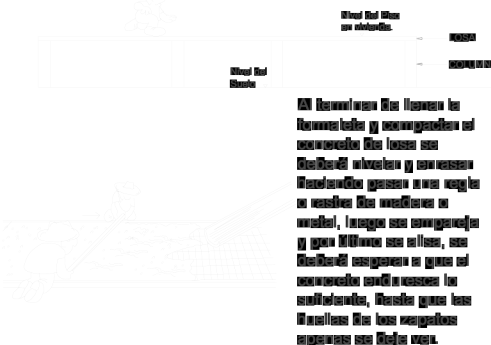 Nivel del Piso
en vivienda.
LOSA
COLUMN
Nivel del
Suelo
Al terminar de llenar la
formaleta y compactar el
concreto de losa se
deberá nivelar y enrasar
haciendo pasar una regla
o rastra de madera o
metal, luego se empareja
y por último se alisa, se
deberá esperar a que el
concreto enduresca lo
suficiente, hasta que las
huellas de los zapatos
apenas se deje ver.